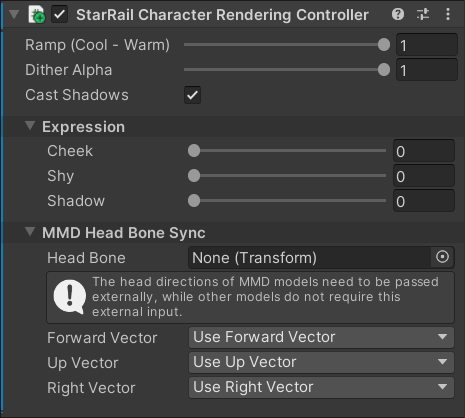 StarRail Character Rendering Controller
Ramp (Cool - Warm) 1
Dither Alpha 1
Cast Shadows
Expression
Cheek 0
Shy 0
Shadow 0
MMD Head Bone Sync
Head Bone None (Transform)
The head directions of MMD models need to be passed
externally, while other models do not require this
external input.
Forward Vector Use Forward Vector
Up Vector Use Up Vector
Right Vector Use Right Vector